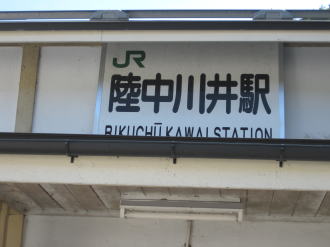 JR
陸中川井駅
RIKUCHŪ KAWAI STATION